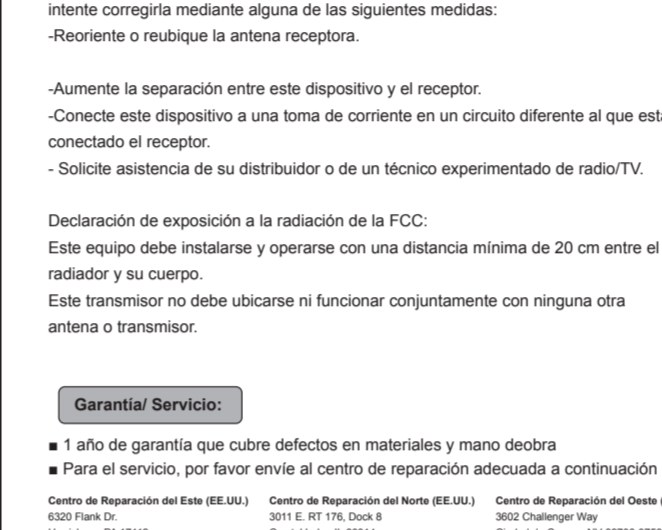 intente corregirla mediante alguna de las siguientes medidas:
-Reoriente o reubique la antena receptora.
-Aumente la separación entre este dispositivo y el receptor.
-Conecte este dispositivo a una toma de corriente en un circuito diferente al que está
conectado el receptor.
- Solicite asistencia de su distribuidor o de un técnico experimentado de radio/TV.
Declaración de exposición a la radiación de la FCC:
Este equipo debe instalarse y operarse con una distancia mínima de 20 cm entre el
radiador y su cuerpo.
Este transmisor no debe ubicarse ni funcionar conjuntamente con ninguna otra
antena o transmisor.
Garantía/ Servicio:
■ 1 año de garantía que cubre defectos en materiales y mano deobra
■ Para el servicio, por favor envíe al centro de reparación adecuada a continuación
Centro de Reparación del Este (EE.UU.) Centro de Reparación del Norte (EE.UU.) Centro de Reparación del Oeste (
6320 Flank Dr. 3011 E. RT 176, Dock 8 3602 Challenger Way